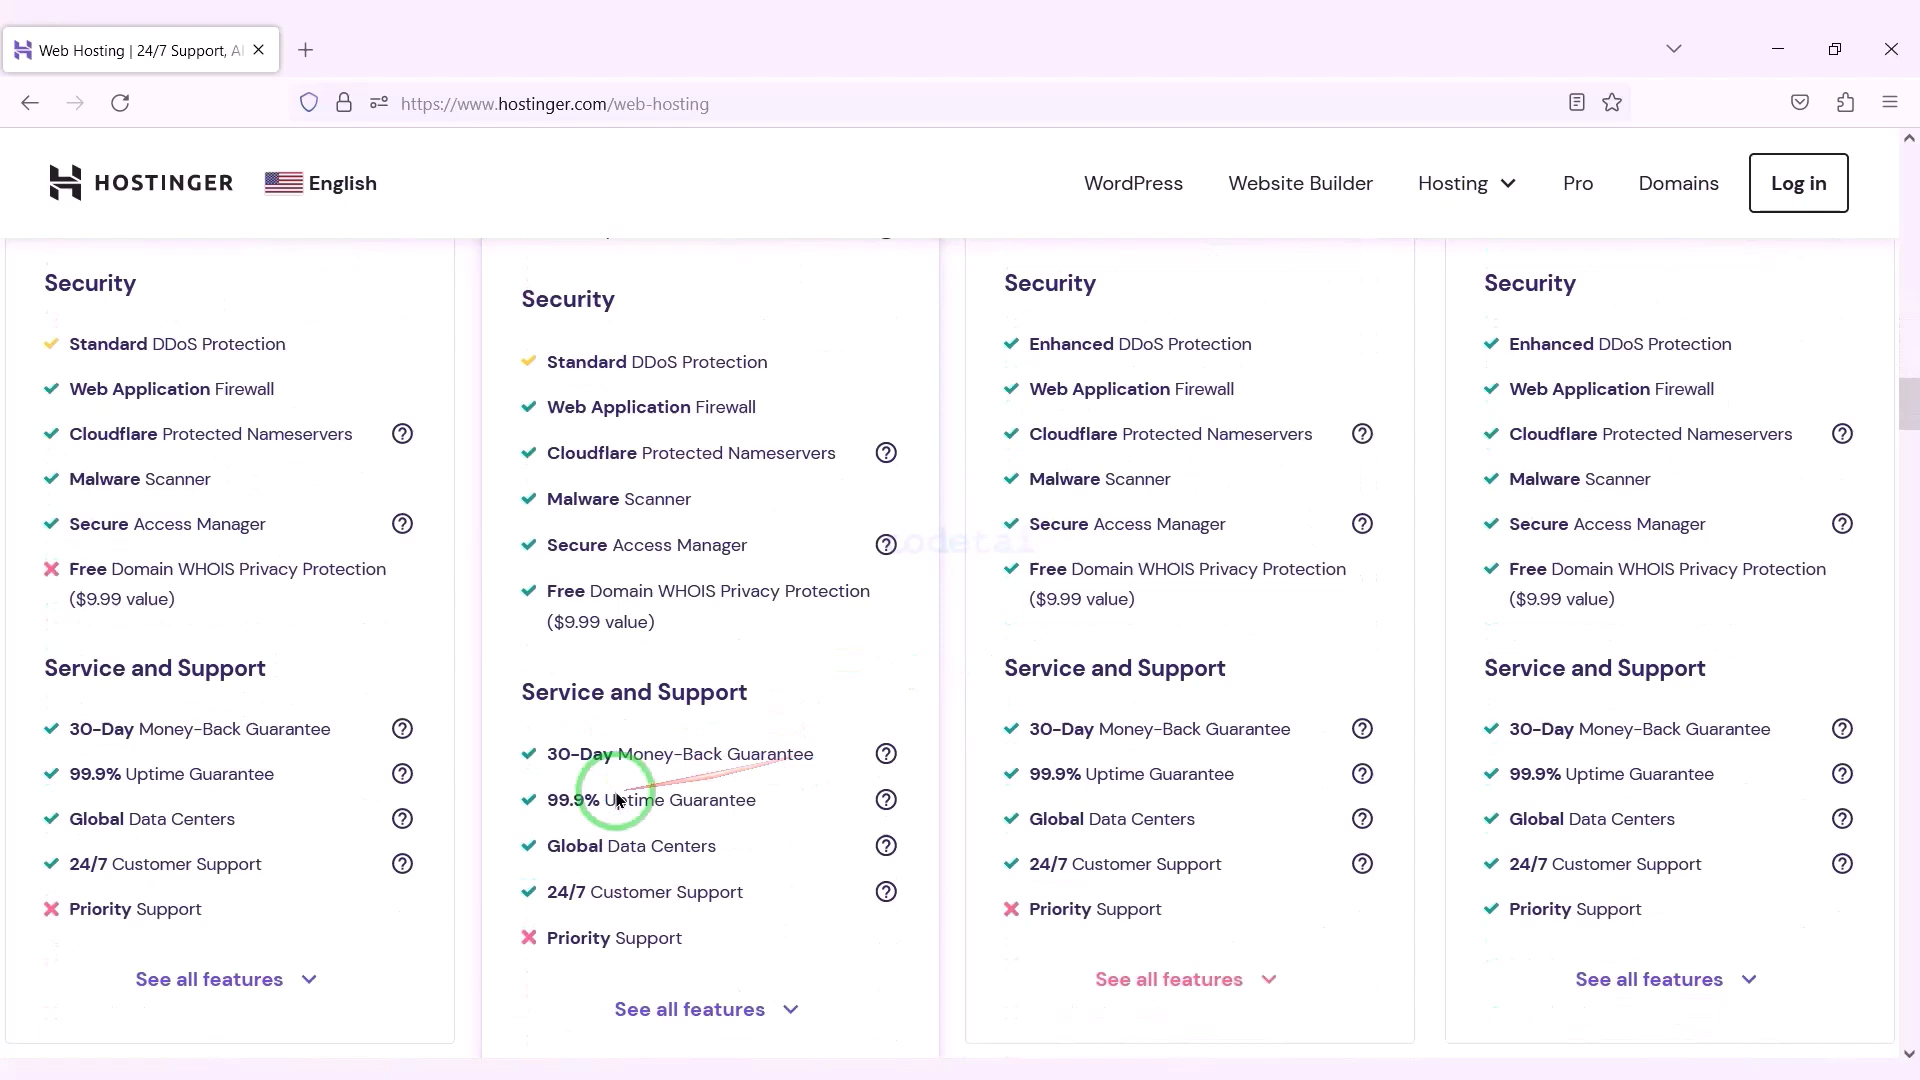 Web Hosting | 24/7 Support, A
https://www.hostinger.com/web-hosting
HOSTINGER
English
WordPress
Website Builder
Hosting
Pro
Domains
Log in
Security
Standard DDoS Protection
Web Application Firewall
Cloudflare Protected Nameservers
Malware Scanner
Secure Access Manager
Free Domain WHOIS Privacy Protection
($9.99 value)
Service and Support
30-Day Money-Back Guarantee
99.9% Uptime Guarantee
Global Data Centers
24/7 Customer Support
Priority Support
See all features
Security
Standard DDoS Protection
Web Application Firewall
Cloudflare Protected Nameservers
Malware Scanner
Secure Access Manager
Free Domain WHOIS Privacy Protection
($9.99 value)
Service and Support
30-Day Money-Back Guarantee
99.9% Uptime Guarantee
Global Data Centers
24/7 Customer Support
Priority Support
See all features
Security
Enhanced DDoS Protection
Web Application Firewall
Cloudflare Protected Nameservers
Malware Scanner
Secure Access Manager
Free Domain WHOIS Privacy Protection
($9.99 value)
Service and Support
30-Day Money-Back Guarantee
99.9% Uptime Guarantee
Global Data Centers
24/7 Customer Support
Priority Support
See all features
Security
Enhanced DDoS Protection
Web Application Firewall
Cloudflare Protected Nameservers
Malware Scanner
Secure Access Manager
Free Domain WHOIS Privacy Protection
($9.99 value)
Service and Support
30-Day Money-Back Guarantee
99.9% Uptime Guarantee
Global Data Centers
24/7 Customer Support
Priority Support
See all features